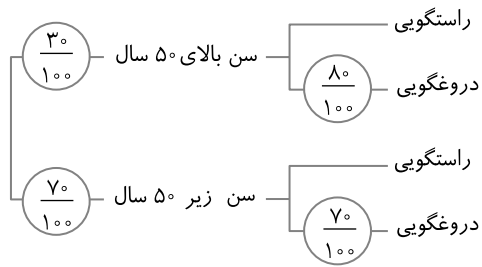 راستگویی
۳۰/۱۰۰ سن بالای ۵۰ سال
۸۰/۱۰۰ دروغگویی
راستگویی
۷۰/۱۰۰ سن زیر ۵۰ سال
۷۰/۱۰۰ دروغگویی